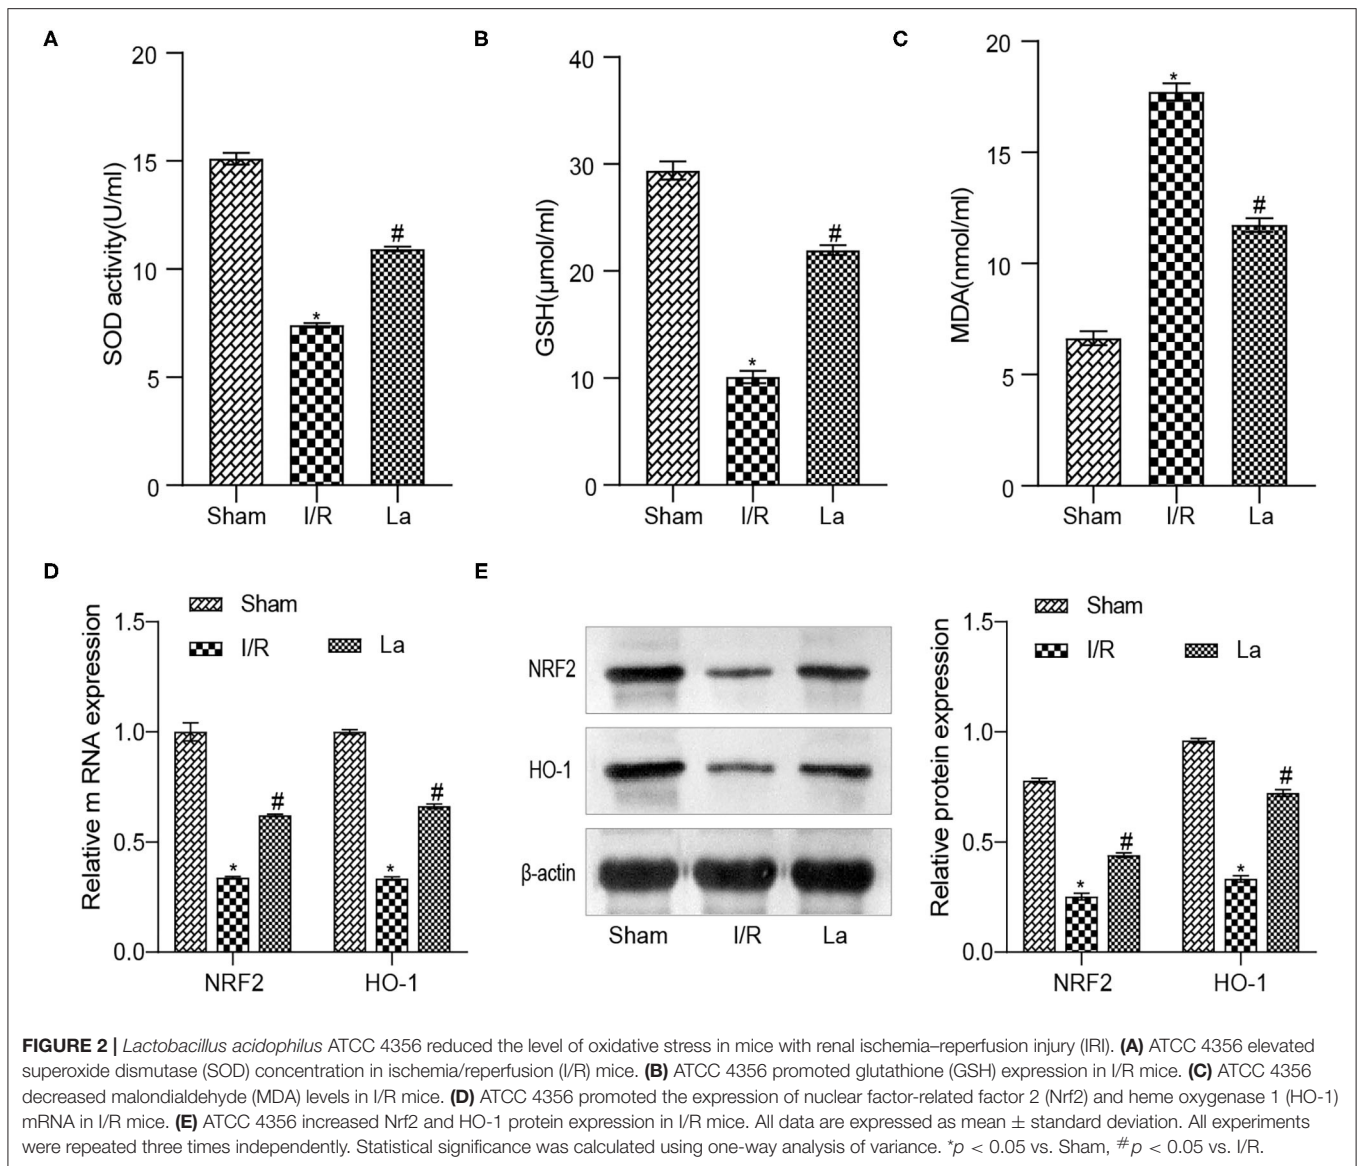 A
SOD activity(U/ml)
20
15
10
5
0
*
#
Sham I/R La
B
GSH(μmol/ml)
40
30
20
10
0
*
#
Sham I/R La
C
MDA(nmol/ml)
20
15
10
5
0
*
#
Sham I/R La
D
Sham
I/R La
Relative m RNA expression
1.5
1.0
0.5
0.0
* #
* #
NRF2 HO-1
E
NRF2
HO-1
β-actin
Sham I/R La
Sham
I/R La
Relative protein expression
1.5
1.0
0.5
0.0
* #
* #
NRF2 HO-1
FIGURE 2 | Lactobacillus acidophilus ATCC 4356 reduced the level of oxidative stress in mice with renal ischemia–reperfusion injury (IRI). (A) ATCC 4356 elevated
superoxide dismutase (SOD) concentration in ischemia/reperfusion (I/R) mice. (B) ATCC 4356 promoted glutathione (GSH) expression in I/R mice. (C) ATCC 4356
decreased malondialdehyde (MDA) levels in I/R mice. (D) ATCC 4356 promoted the expression of nuclear factor-related factor 2 (Nrf2) and heme oxygenase 1 (HO-1)
mRNA in I/R mice. (E) ATCC 4356 increased Nrf2 and HO-1 protein expression in I/R mice. All data are expressed as mean ± standard deviation. All experiments
were repeated three times independently. Statistical significance was calculated using one-way analysis of variance. *p < 0.05 vs. Sham, #p < 0.05 vs. I/R.